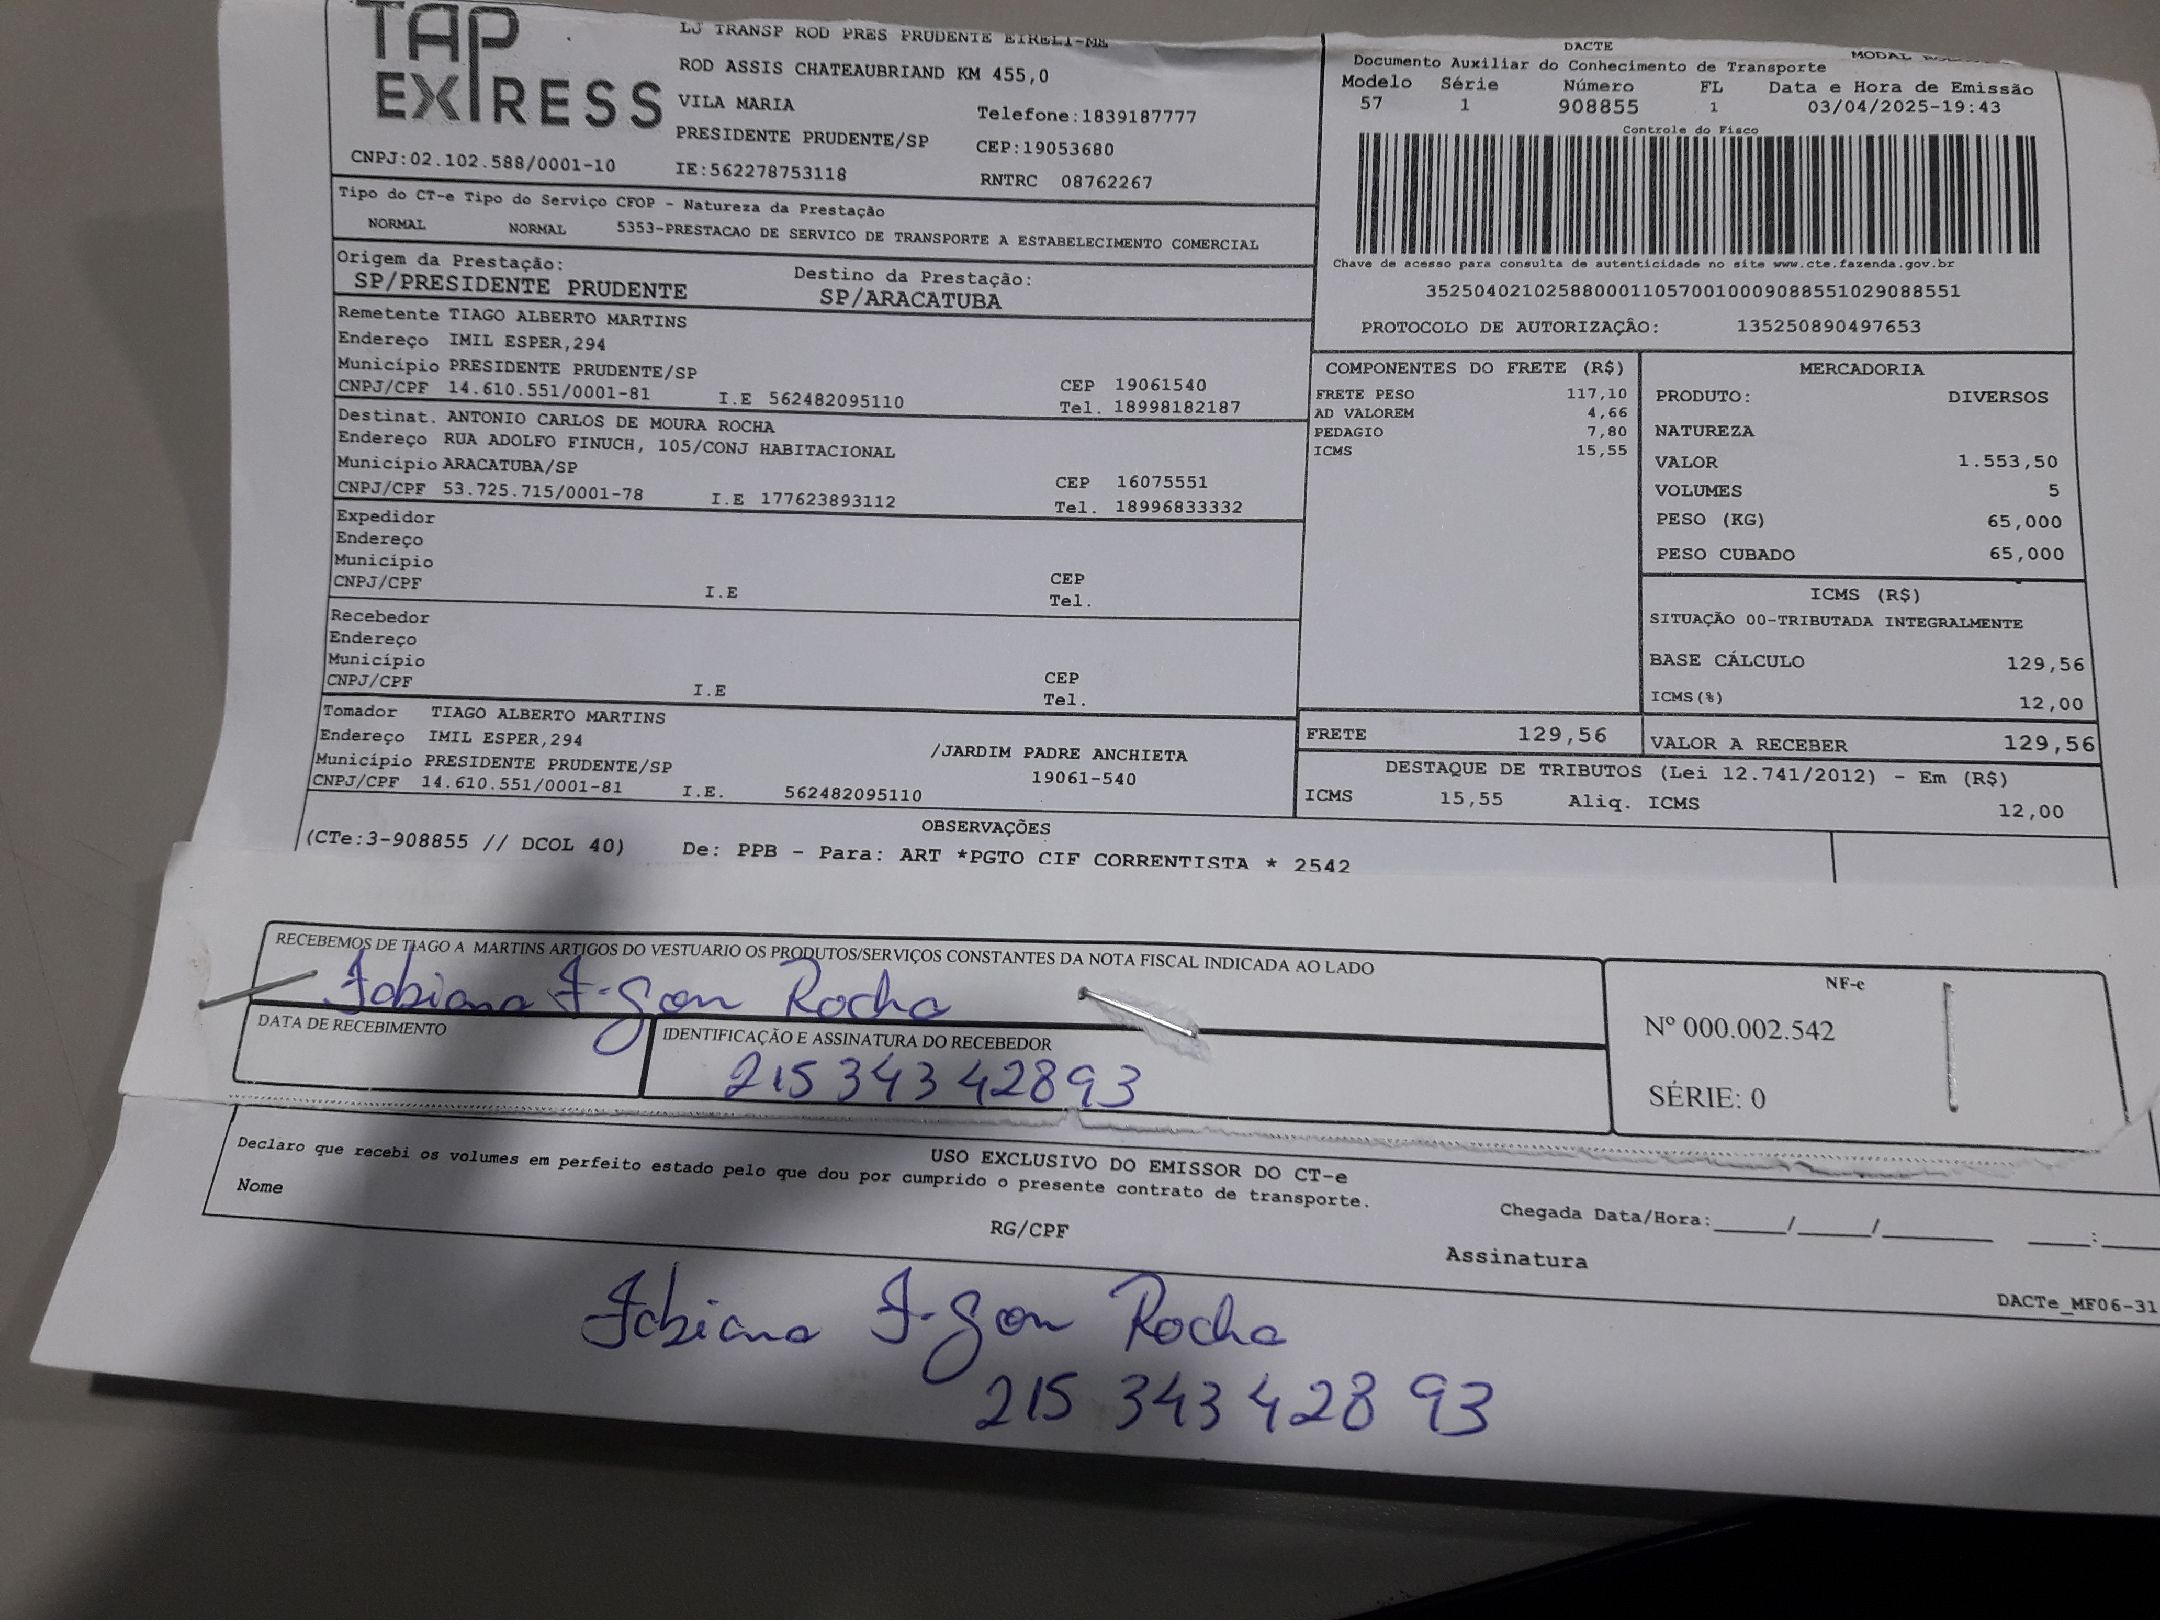 TAP EXPRESS
LJ TRANSP ROD PRES PRUDENTE EIRELI-ME
ROD ASSIS CHATEAUBRIAND KM 455,0
VILA MARIA Telefone:1839187777
PRESIDENTE PRUDENTE/SP CEP:19053680
CNPJ:02.102.588/0001-10 IE:562278753118 RNTRC 08762267
DACTE MODAL
Documento Auxiliar do Conhecimento de Transporte
Modelo Série Número FL Data e Hora de Emissão
57 1 908855 1 03/04/2025-19:43
Controle do Fisco
Chave de acesso para consulta de autenticidade no site www.cte.fazenda.gov.br
35250402102588000110570010009088551029088551
PROTOCOLO DE AUTORIZAÇÃO: 135250890497653
Tipo do CT-e Tipo do Serviço CFOP - Natureza da Prestação
NORMAL NORMAL 5353-PRESTACAO DE SERVICO DE TRANSPORTE A ESTABELECIMENTO COMERCIAL
Origem da Prestação: Destino da Prestação:
SP/PRESIDENTE PRUDENTE SP/ARACATUBA
Remetente TIAGO ALBERTO MARTINS
Endereço IMIL ESPER,294
Município PRESIDENTE PRUDENTE/SP CEP 19061540
CNPJ/CPF 14.610.551/0001-81 I.E 562482095110 Tel. 18998182187
Destinat. ANTONIO CARLOS DE MOURA ROCHA
Endereço RUA ADOLFO FINUCH, 105/CONJ HABITACIONAL
Município ARACATUBA/SP CEP 16075551
CNPJ/CPF 53.725.715/0001-78 I.E 177623893112 Tel. 18996833332
Expedidor
Endereço
Município CEP
CNPJ/CPF I.E Tel.
Recebedor
Endereço
Município CEP
CNPJ/CPF I.E Tel.
Tomador TIAGO ALBERTO MARTINS
Endereço IMIL ESPER,294 /JARDIM PADRE ANCHIETA
Município PRESIDENTE PRUDENTE/SP 19061-540
CNPJ/CPF 14.610.551/0001-81 I.E. 562482095110
COMPONENTES DO FRETE (R$)
FRETE PESO 117,10
AD VALOREM 4,66
PEDAGIO 7,80
ICMS 15,55
MERCADORIA
PRODUTO: DIVERSOS
NATUREZA
VALOR 1.553,50
VOLUMES 5
PESO (KG) 65,000
PESO CUBADO 65,000
ICMS (R$)
SITUAÇÃO 00-TRIBUTADA INTEGRALMENTE
BASE CÁLCULO 129,56
ICMS(%) 12,00
FRETE 129,56 VALOR A RECEBER 129,56
DESTAQUE DE TRIBUTOS (Lei 12.741/2012) - Em (R$)
ICMS 15,55 Aliq. ICMS 12,00
OBSERVAÇÕES
(CTe:3-908855 // DCOL 40) De: PPB - Para: ART *PGTO CIF CORRENTISTA * 2542
RECEBEMOS DE TIAGO A MARTINS ARTIGOS DO VESTUARIO OS PRODUTOS/SERVIÇOS CONSTANTES DA NOTA FISCAL INDICADA AO LADO
Fabiana F. Rocha
DATA DE RECEBIMENTO IDENTIFICAÇÃO E ASSINATURA DO RECEBEDOR
215 343 428 93
NF-e
Nº 000.002.542
SÉRIE: 0
USO EXCLUSIVO DO EMISSOR DO CT-e
Declaro que recebi os volumes em perfeito estado pelo que dou por cumprido o presente contrato de transporte.
Nome RG/CPF Chegada Data/Hora:_____/_____/_______ ____:____
Assinatura
DACTe_MF06-31
Fabiana F. Rocha
215 343 428 93